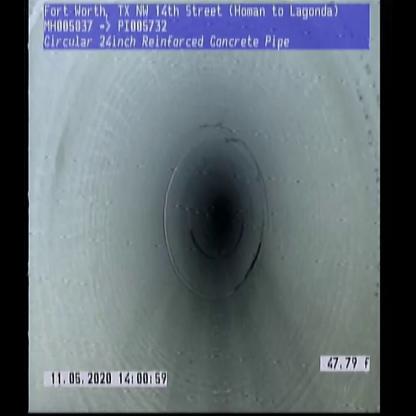 Fort Worth, TX NW 14th Street (Homan to Lagonda)
MH005037 => PI005732
Circular 24inch Reinforced Concrete Pipe
47.79 f
11.05.2020 14:00:59